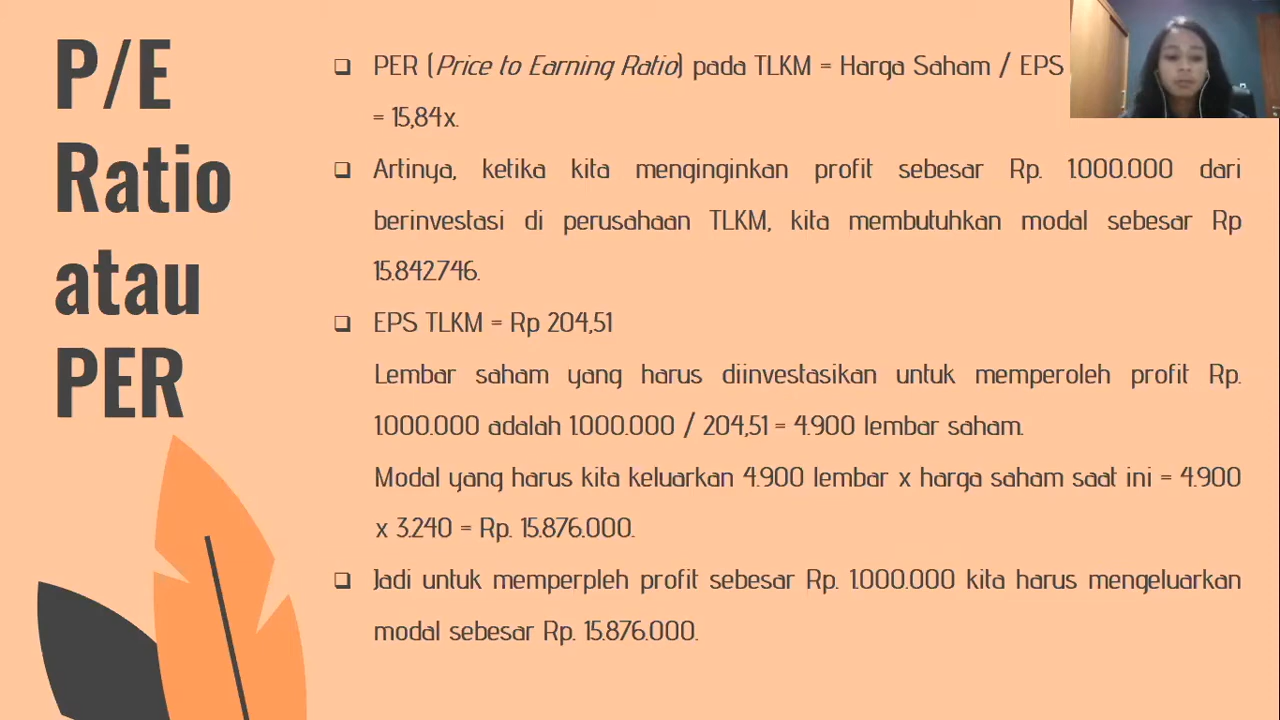 P/E
Ratio
atau
PER
❑ PER (Price to Earning Ratio) pada TLKM = Harga Saham / EPS
= 15,84x.
❑ Artinya, ketika kita menginginkan profit sebesar Rp. 1.000.000 dari
berinvestasi di perusahaan TLKM, kita membutuhkan modal sebesar Rp
15.842.746.
❑ EPS TLKM = Rp 204,51
Lembar saham yang harus diinvestasikan untuk memperoleh profit Rp.
1.000.000 adalah 1.000.000 / 204,51 = 4.900 lembar saham.
Modal yang harus kita keluarkan 4.900 lembar x harga saham saat ini = 4.900
x 3.240 = Rp. 15.876.000.
❑ Jadi untuk memperpleh profit sebesar Rp. 1.000.000 kita harus mengeluarkan
modal sebesar Rp. 15.876.000.